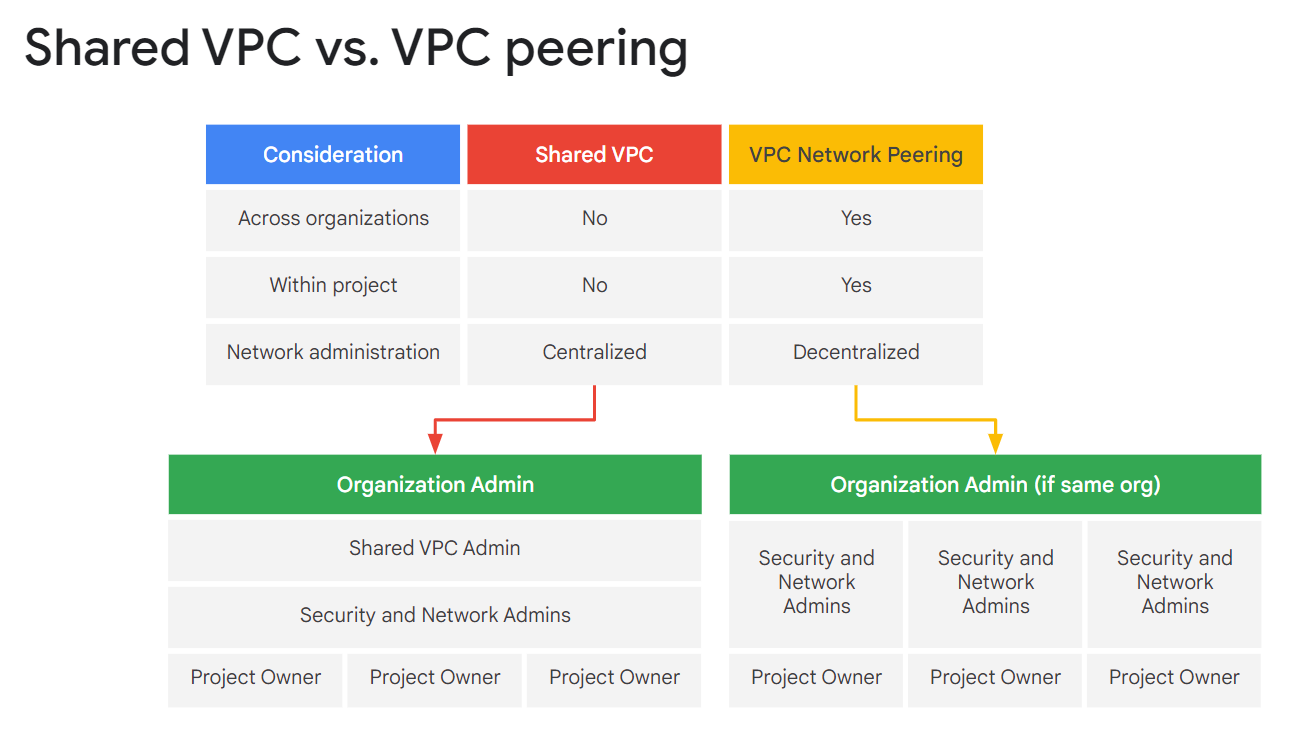 Shared VPC vs. VPC peering
Consideration
Shared VPC
VPC Network Peering
Across organizations
No
Yes
Within project
No
Yes
Network administration
Centralized
Decentralized
Organization Admin
Shared VPC Admin
Security and Network Admins
Project Owner
Project Owner
Project Owner
Organization Admin (if same org)
Security and
Network
Admins
Security and
Network
Admins
Security and
Network
Admins
Project Owner
Project Owner
Project Owner